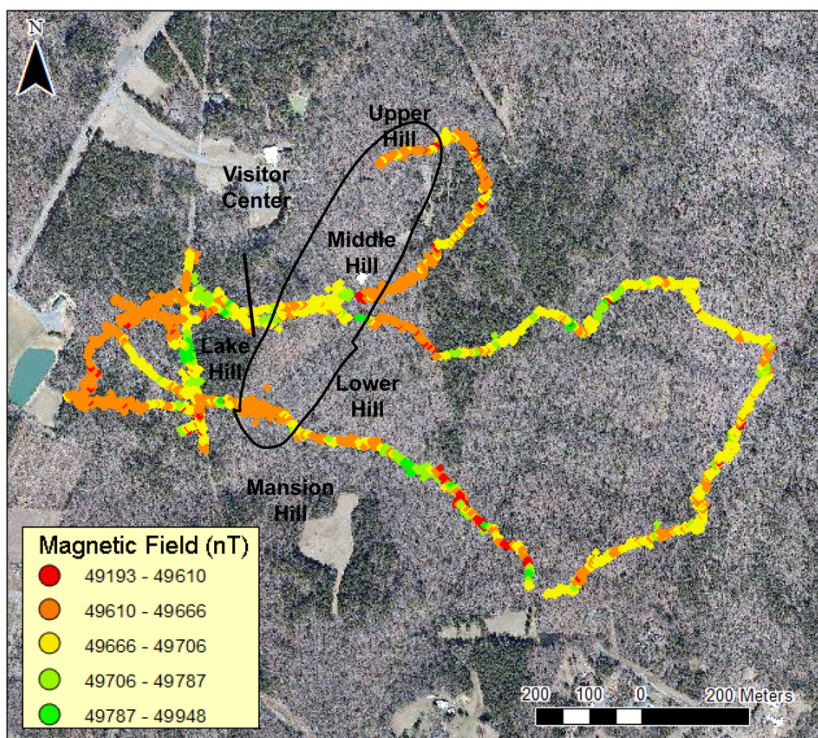 N
Upper
Hill
Visitor
Center
Middle
Hill
Lake
Hill
Lower
Hill
Mansion
Hill
Magnetic Field (nT)
49193 - 49610
49610 - 49666
49666 - 49706
49706 - 49787
49787 - 49948
200 100 0 200 Meters